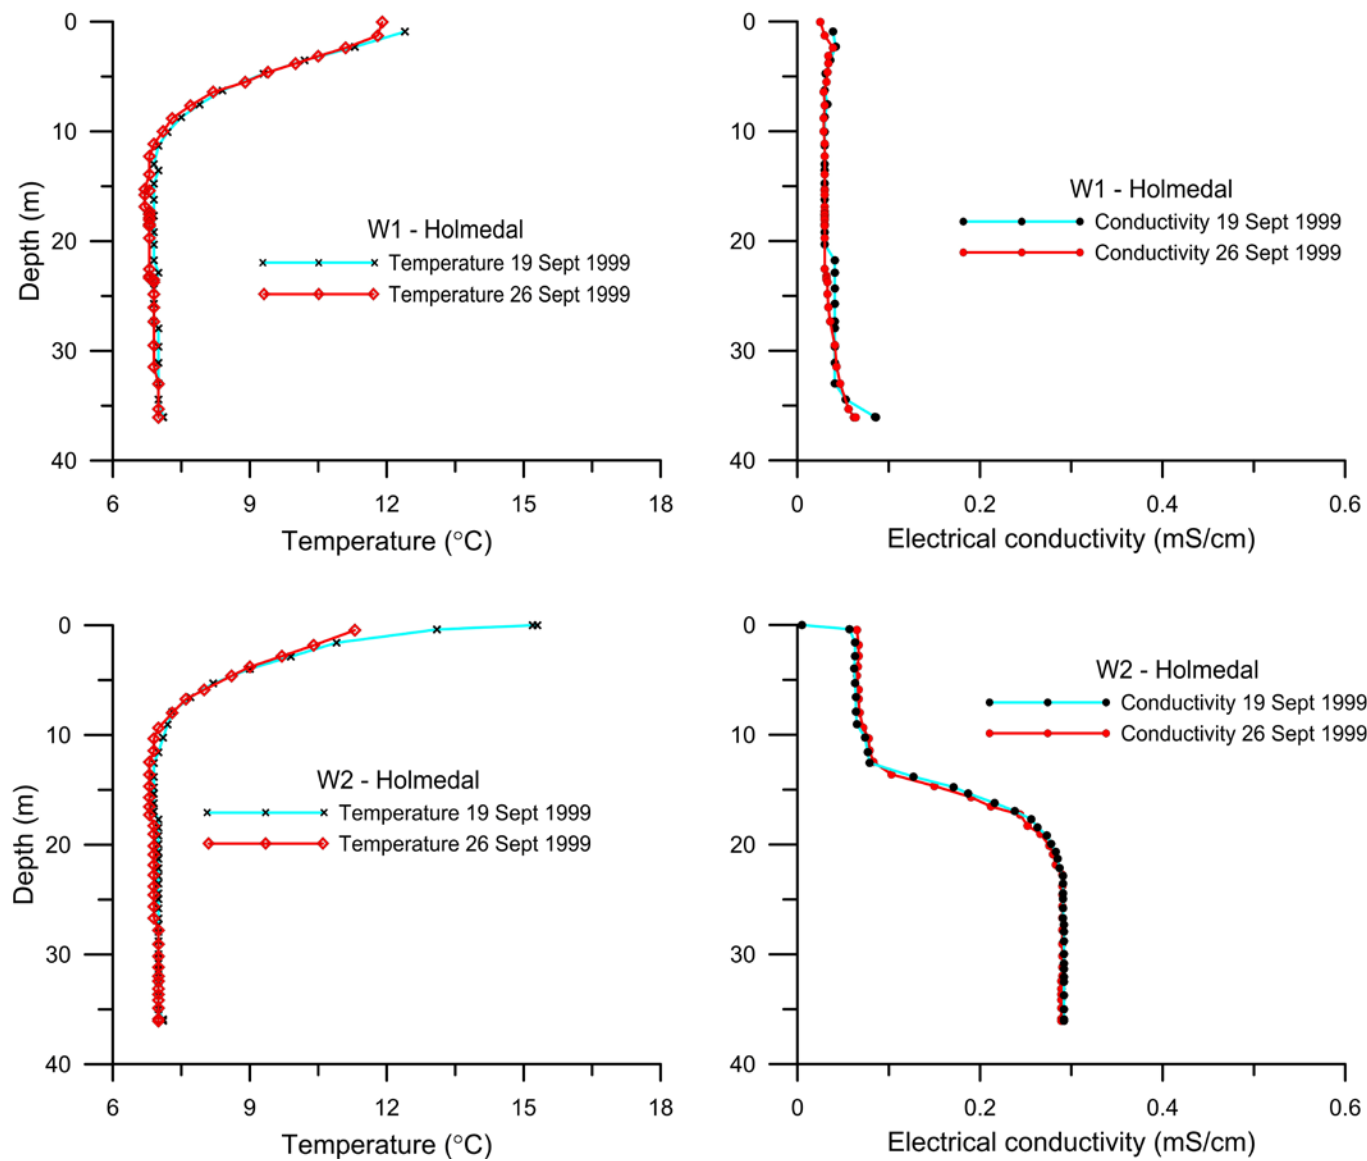 0
10
20
30
40
Depth (m)
W1 - Holmedal
Temperature 19 Sept 1999
Temperature 26 Sept 1999
6
9
12
15
18
Temperature (°C)
0
10
20
30
40
W1 - Holmedal
Conductivity 19 Sept 1999
Conductivity 26 Sept 1999
0
0.2
0.4
0.6
Electrical conductivity (mS/cm)
0
10
20
30
40
Depth (m)
W2 - Holmedal
Temperature 19 Sept 1999
Temperature 26 Sept 1999
6
9
12
15
18
Temperature (°C)
0
10
20
30
40
W2 - Holmedal
Conductivity 19 Sept 1999
Conductivity 26 Sept 1999
0
0.2
0.4
0.6
Electrical conductivity (mS/cm)